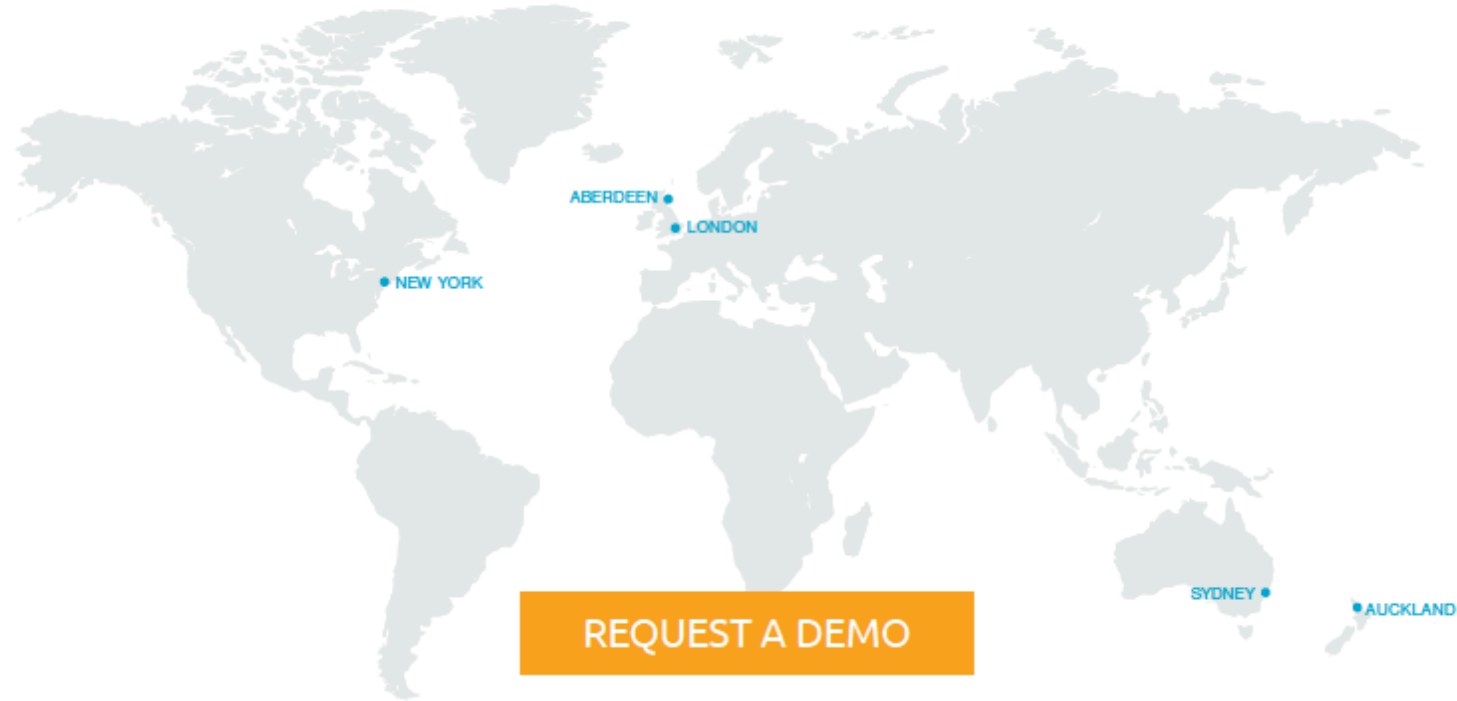 ABERDEEN
LONDON
NEW YORK
SYDNEY
AUCKLAND
REQUEST A DEMO